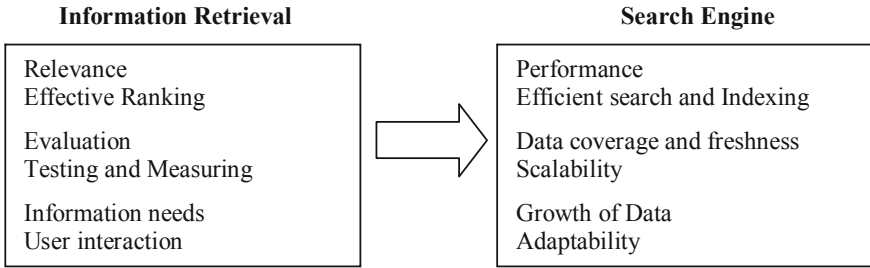 Information Retrieval
Relevance
Effective Ranking
Evaluation
Testing and Measuring
Information needs
User interaction
Search Engine
Performance
Efficient search and Indexing
Data coverage and freshness
Scalability
Growth of Data
Adaptability